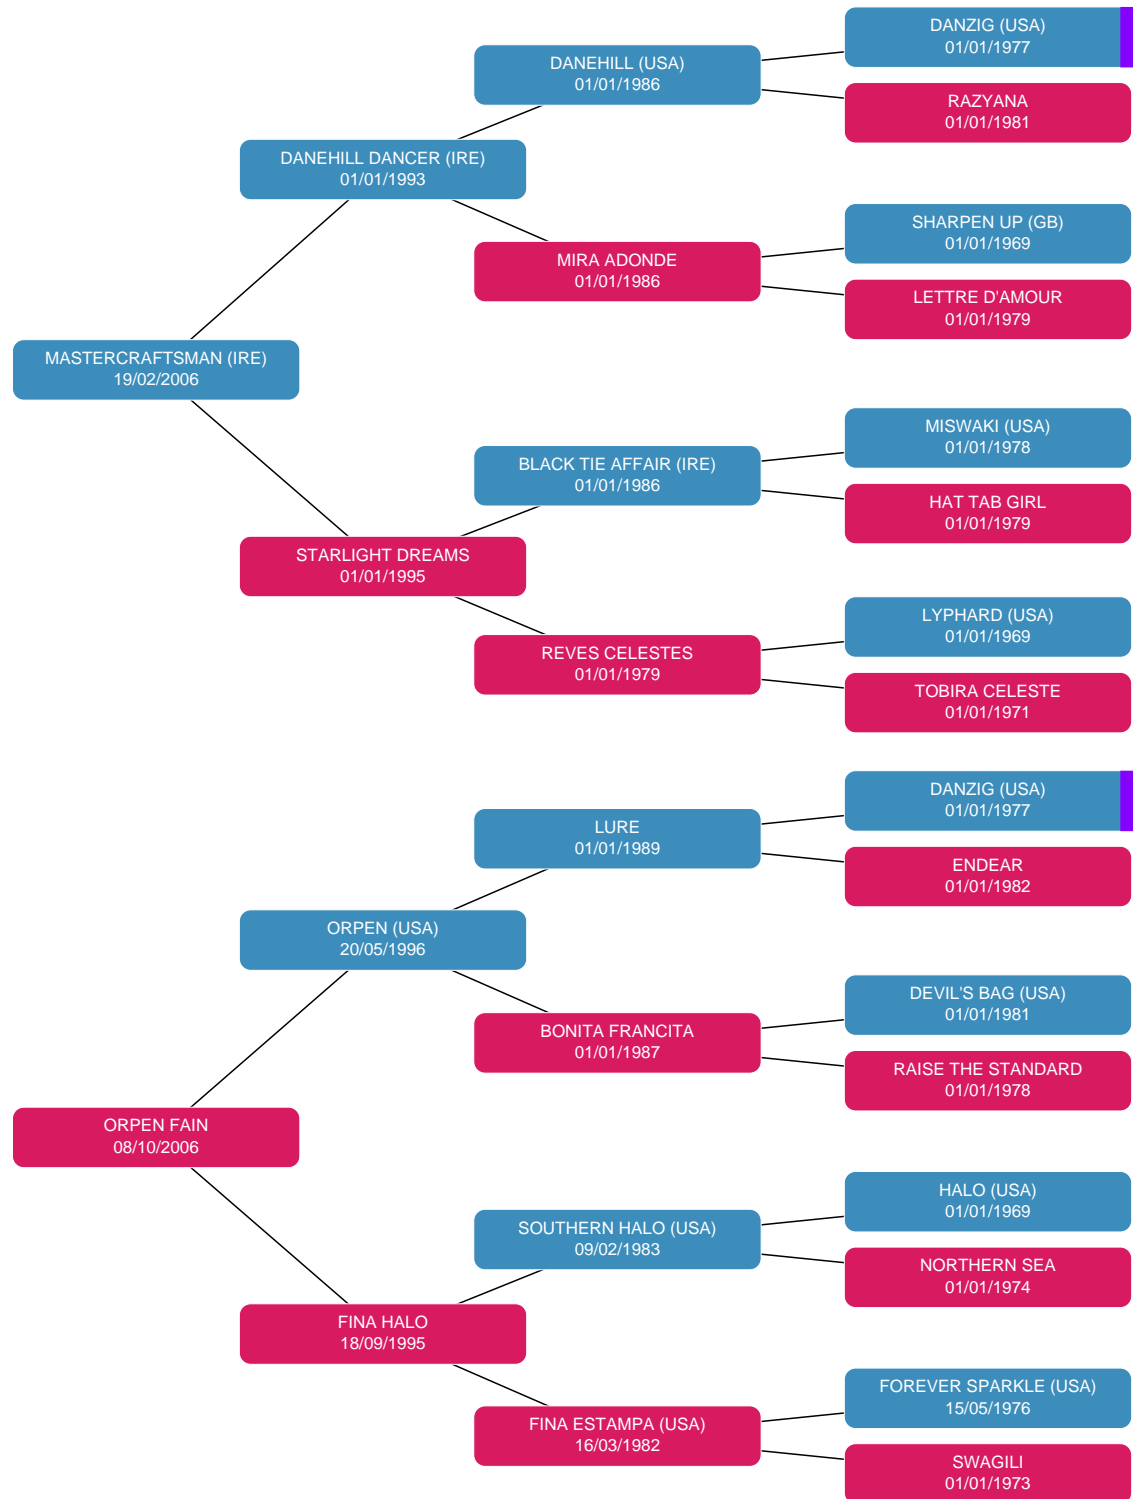 DANZIG (USA)
01/01/1977
DANEHILL (USA)
01/01/1986
RAZYANA
01/01/1981
DANEHILL DANCER (IRE)
01/01/1993
SHARPEN UP (GB)
01/01/1969
MIRA ADONDE
01/01/1986
LETTRE D'AMOUR
01/01/1979
MASTERCRAFTSMAN (IRE)
19/02/2006
MISWAKI (USA)
01/01/1978
BLACK TIE AFFAIR (IRE)
01/01/1986
HAT TAB GIRL
01/01/1979
STARLIGHT DREAMS
01/01/1995
LYPHARD (USA)
01/01/1969
REVES CELESTES
01/01/1979
TOBIRA CELESTE
01/01/1971
DANZIG (USA)
01/01/1977
LURE
01/01/1989
ENDEAR
01/01/1982
ORPEN (USA)
20/05/1996
DEVIL'S BAG (USA)
01/01/1981
BONITA FRANCITA
01/01/1987
RAISE THE STANDARD
01/01/1978
ORPEN FAIN
08/10/2006
HALO (USA)
01/01/1969
SOUTHERN HALO (USA)
09/02/1983
NORTHERN SEA
01/01/1974
FINA HALO
18/09/1995
FOREVER SPARKLE (USA)
15/05/1976
FINA ESTAMPA (USA)
16/03/1982
SWAGILI
01/01/1973